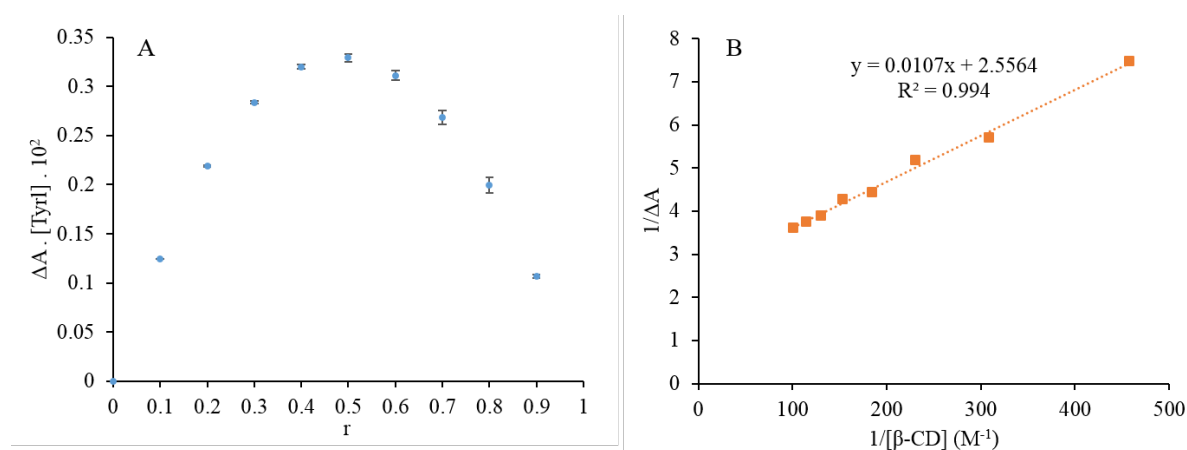 A
0.35
0.3
0.25
0.2
0.15
0.1
0.05
0
ΔA . [Tyrl] . 10²
0 0.1 0.2 0.3 0.4 0.5 0.6 0.7 0.8 0.9 1
r
B
8
7
6
5
4
3
2
1
0
1/ΔA
y = 0.0107x + 2.5564
R² = 0.994
0 100 200 300 400 500
1/[β-CD] (M⁻¹)